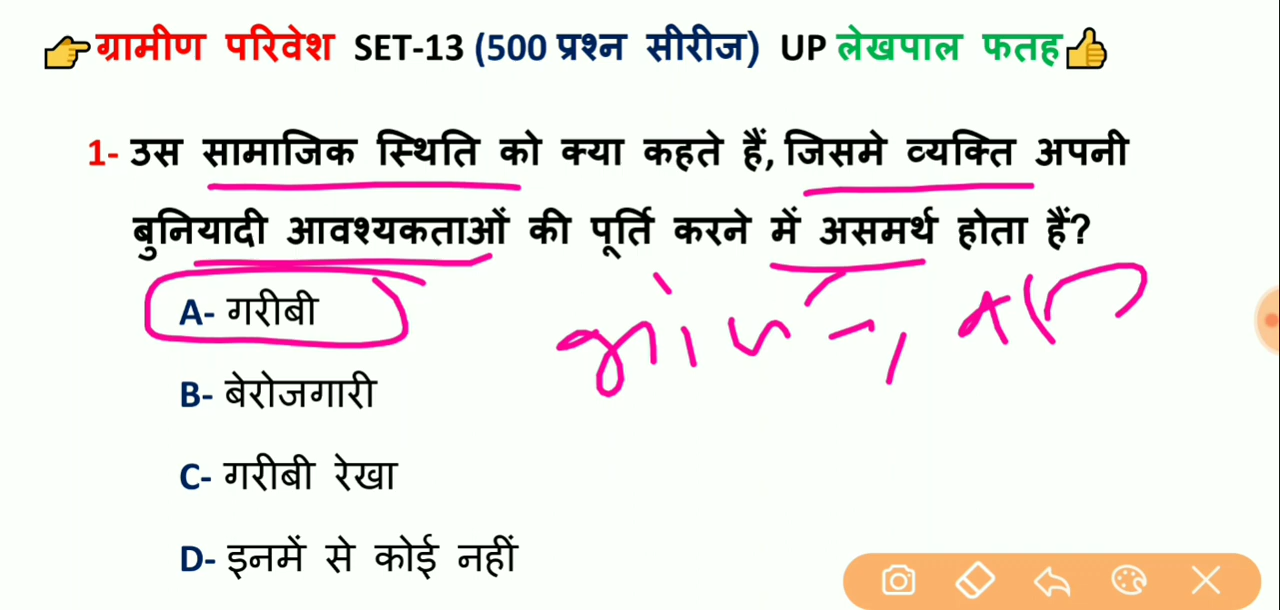 ग्रामीण परिवेश SET-13 (500 प्रश्न सीरीज) UP लेखपाल फतह
1- उस सामाजिक स्थिति को क्या कहते हैं, जिसमे व्यक्ति अपनी
बुनियादी आवश्यकताओं की पूर्ति करने में असमर्थ होता हैं?
A- गरीबी
B- बेरोजगारी
C- गरीबी रेखा
D- इनमें से कोई नहीं